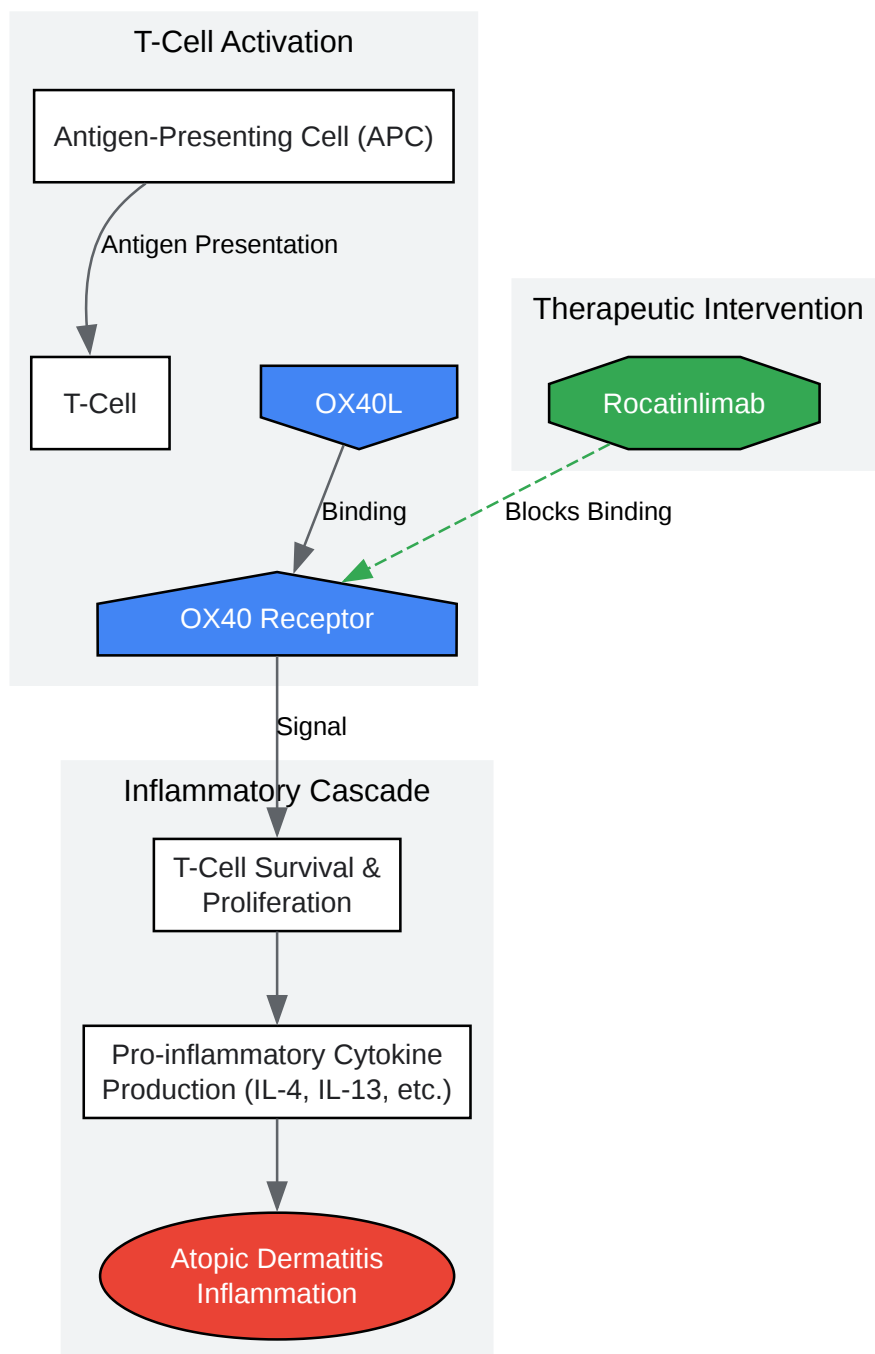 T-Cell Activation
Antigen-Presenting Cell (APC)
Antigen Presentation
Therapeutic Intervention
T-Cell
OX40L
Rocatinlimab
Binding
Blocks Binding
OX40 Receptor
Signal
Inflammatory Cascade
T-Cell Survival &
Proliferation
Pro-inflammatory Cytokine
Production (IL-4, IL-13, etc.)
Atopic Dermatitis
Inflammation